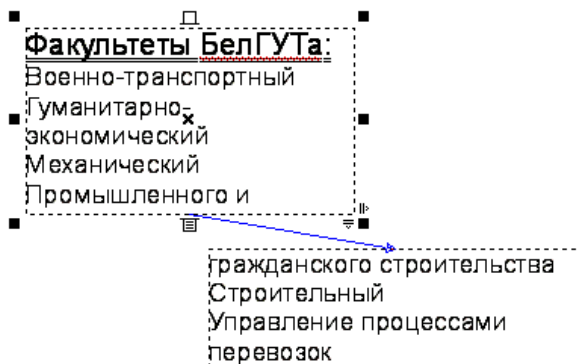 Факультеты БелГУТа:
Военно-транспортный
Гуманитарно-
экономический
Механический
Промышленного и
гражданского строительства
Строительный
Управление процессами
перевозок